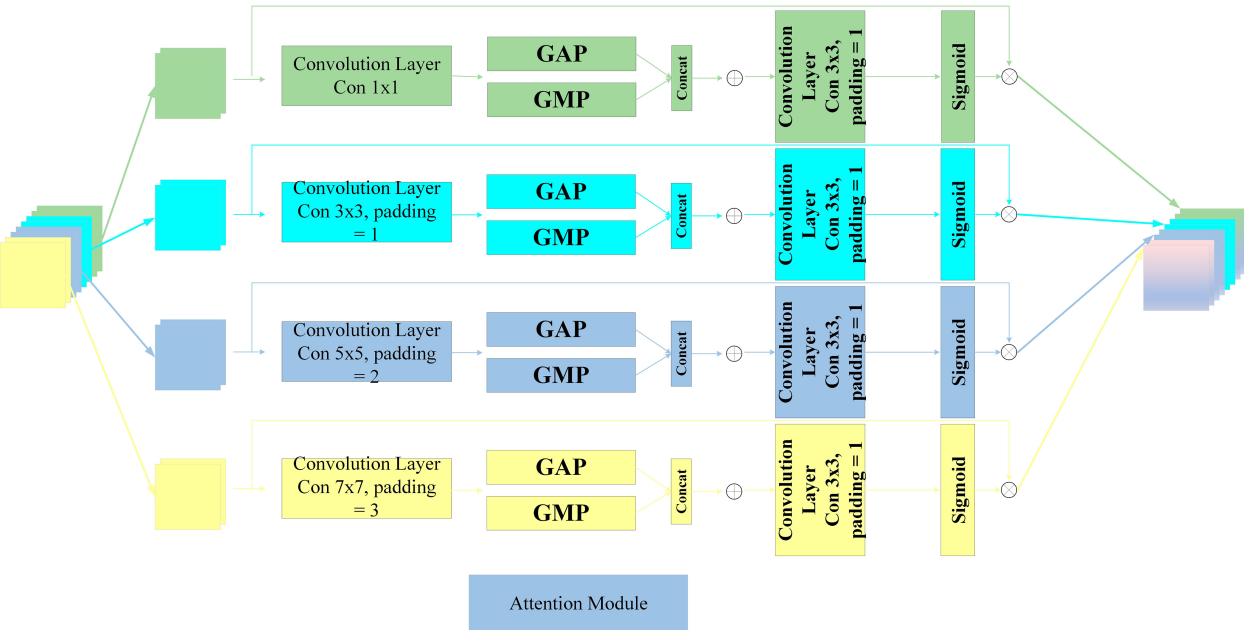 Convolution Layer
Con 1x1
GAP
GMP
Concat
Convolution
Layer
Con 3x3,
padding = 1
Sigmoid
Convolution Layer
Con 3x3, padding
= 1
GAP
GMP
Concat
Convolution
Layer
Con 3x3,
padding = 1
Sigmoid
Convolution Layer
Con 5x5, padding
= 2
GAP
GMP
Concat
Convolution
Layer
Con 3x3,
padding = 1
Sigmoid
Convolution Layer
Con 7x7, padding
= 3
GAP
GMP
Concat
Convolution
Layer
Con 3x3,
padding = 1
Sigmoid
Attention Module